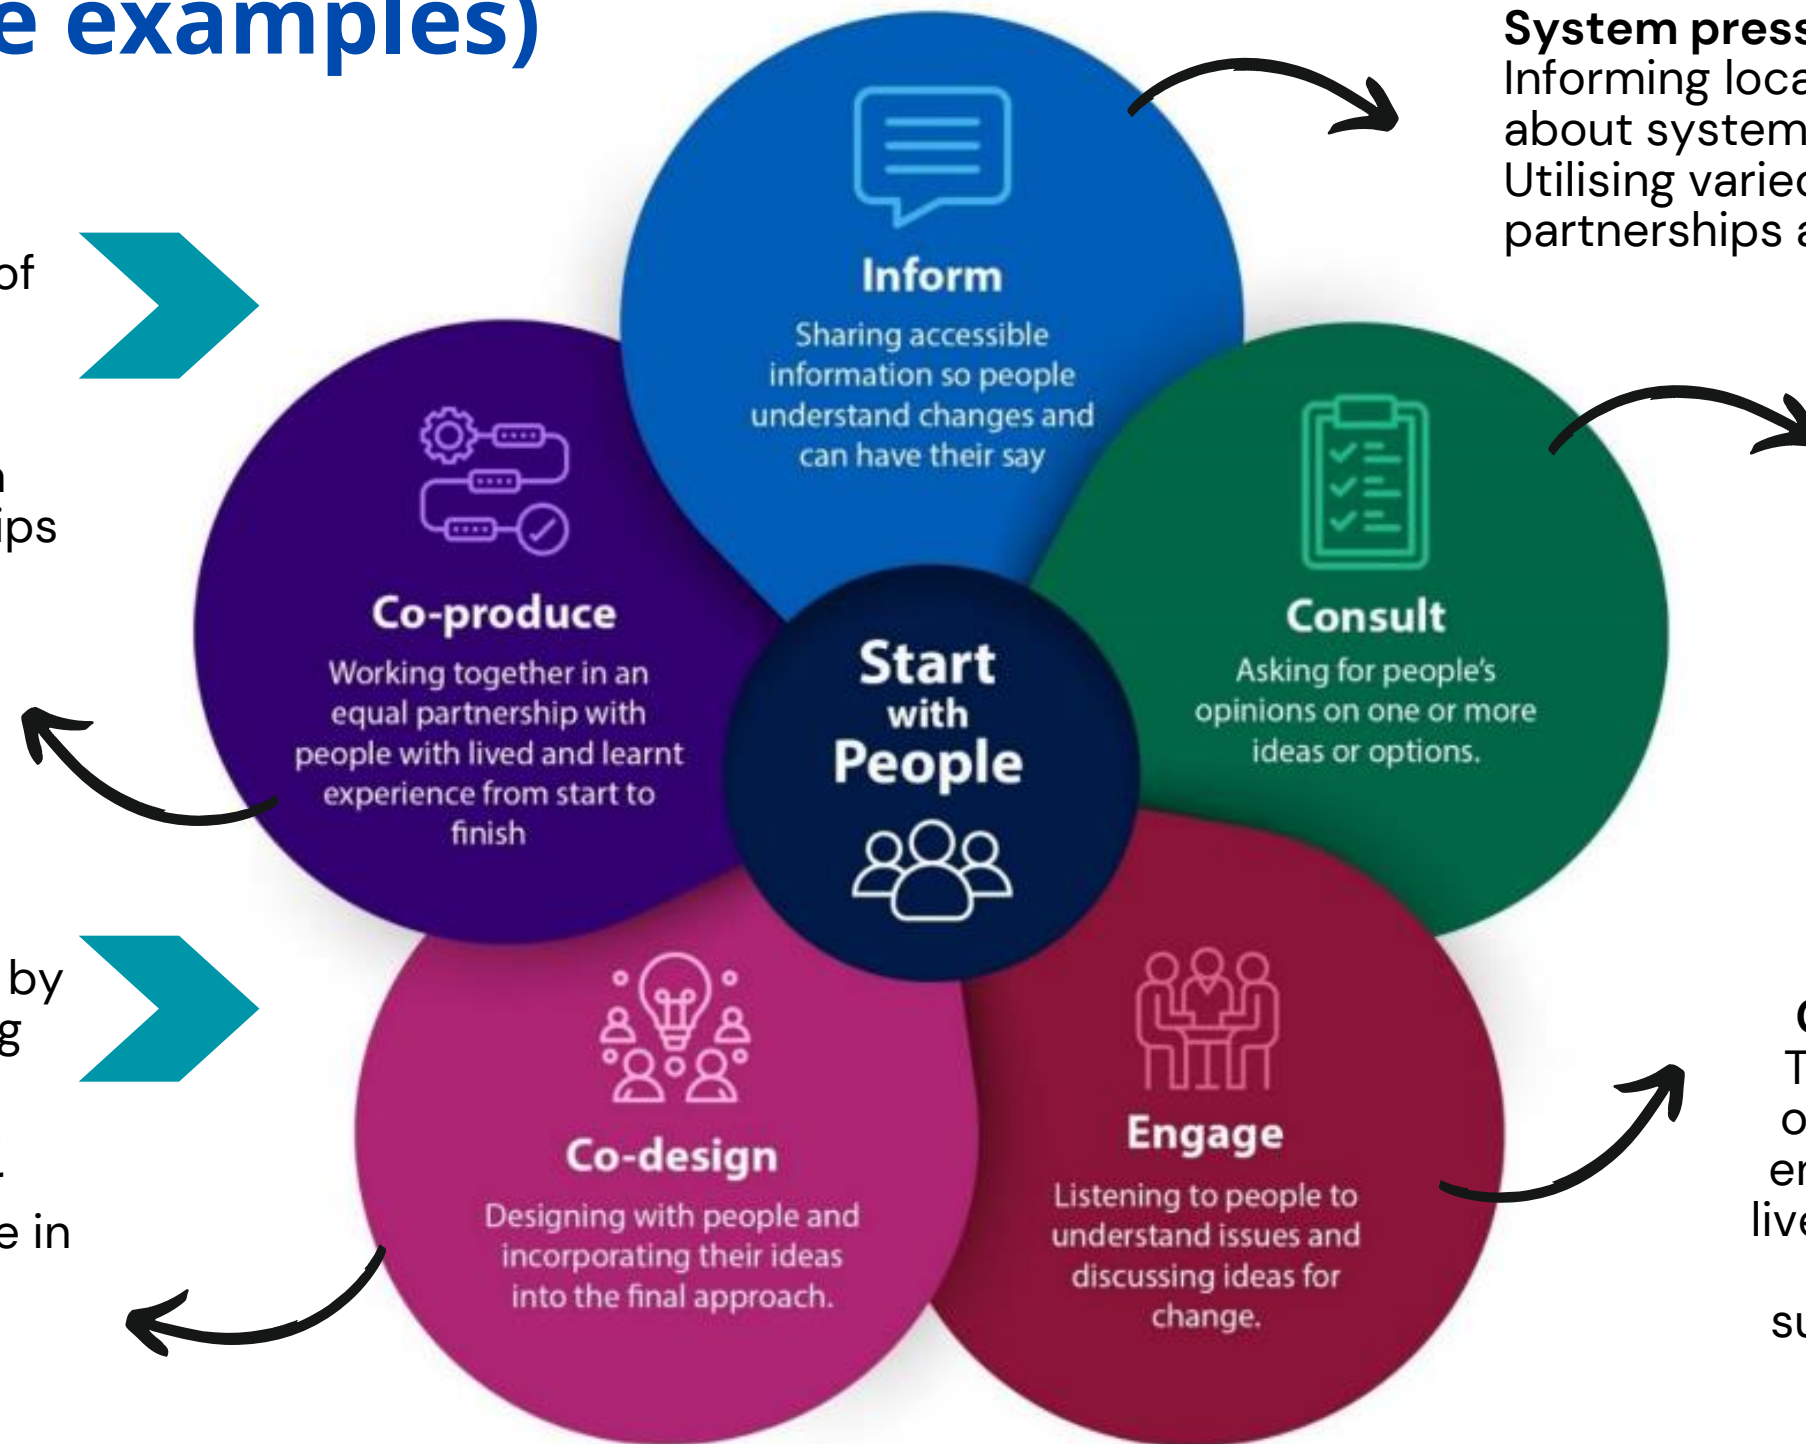 examples)
System
Informing
about system
Utilising
partnerships
of
by
in
Inform
Sharing accessible
information so people
understand changes and
can have their say
Consult
Asking for people's
opinions on one or more
ideas or options.
Engage
Listening to people to
understand issues and
discussing ideas for
change.
Co-design
Designing with people and
incorporating their ideas
into the final approach.
Co-produce
Working together in an
equal partnership with
people with lived and learnt
experience from start to
finish
Start
with
People